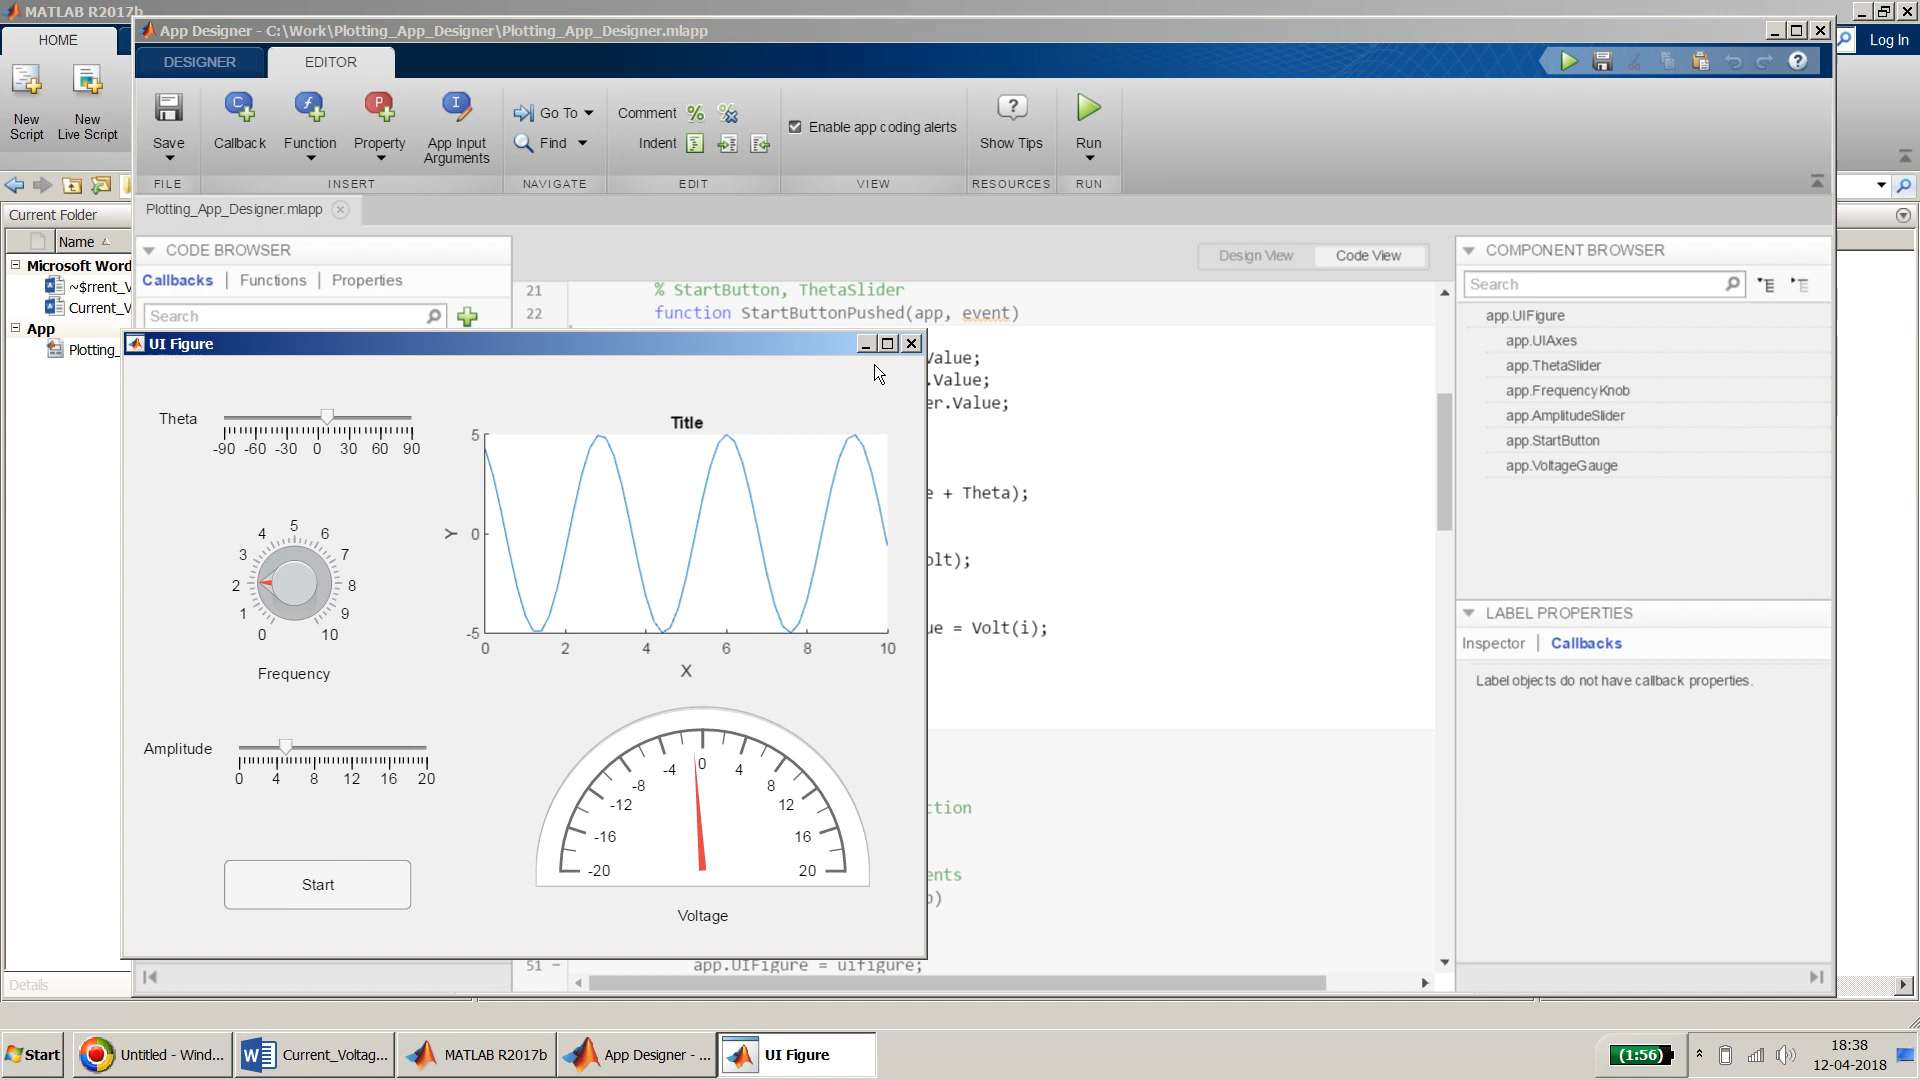 MATLAB R2017b
App Designer - C:\Work\Plotting_App_Designer\Plotting_App_Designer.mlapp
HOME
DESIGNER
EDITOR
Log In
New Script
New Live Script
Save
Callback
Function
Property
App Input Arguments
Go To
Find
Comment
Indent
Enable app coding alerts
Show Tips
Run
FILE
INSERT
NAVIGATE
EDIT
VIEW
RESOURCES
RUN
Current Folder
Name
Microsoft Word
~$rrent_V
Current_V
App
Plotting_
Details
Plotting_App_Designer.mlapp
CODE BROWSER
Callbacks | Functions | Properties
Search
Design View
Code View
21 % StartButton, ThetaSlider
22 function StartButtonPushed(app, event)
Value;
.Value;
er.Value;
e + Theta);
olt);
ue = Volt(i);
ction
ents
)
51 – app.UIFigure = uifigure;
COMPONENT BROWSER
Search
app.UIFigure
app.UIAxes
app.ThetaSlider
app.FrequencyKnob
app.AmplitudeSlider
app.StartButton
app.VoltageGauge
LABEL PROPERTIES
Inspector | Callbacks
Label objects do not have callback properties.
UI Figure
Theta
-90 -60 -30 0 30 60 90
0 1 2 3 4 5 6 7 8 9 10
Frequency
Amplitude
0 4 8 12 16 20
Start
Title
5
0
-5
Y
0 2 4 6 8 10
X
-20 -16 -12 -8 -4 0 4 8 12 16 20
Voltage
Start
Untitled - Wind...
Current_Voltag...
MATLAB R2017b
App Designer - ...
UI Figure
(1:56)
18:38
12-04-2018